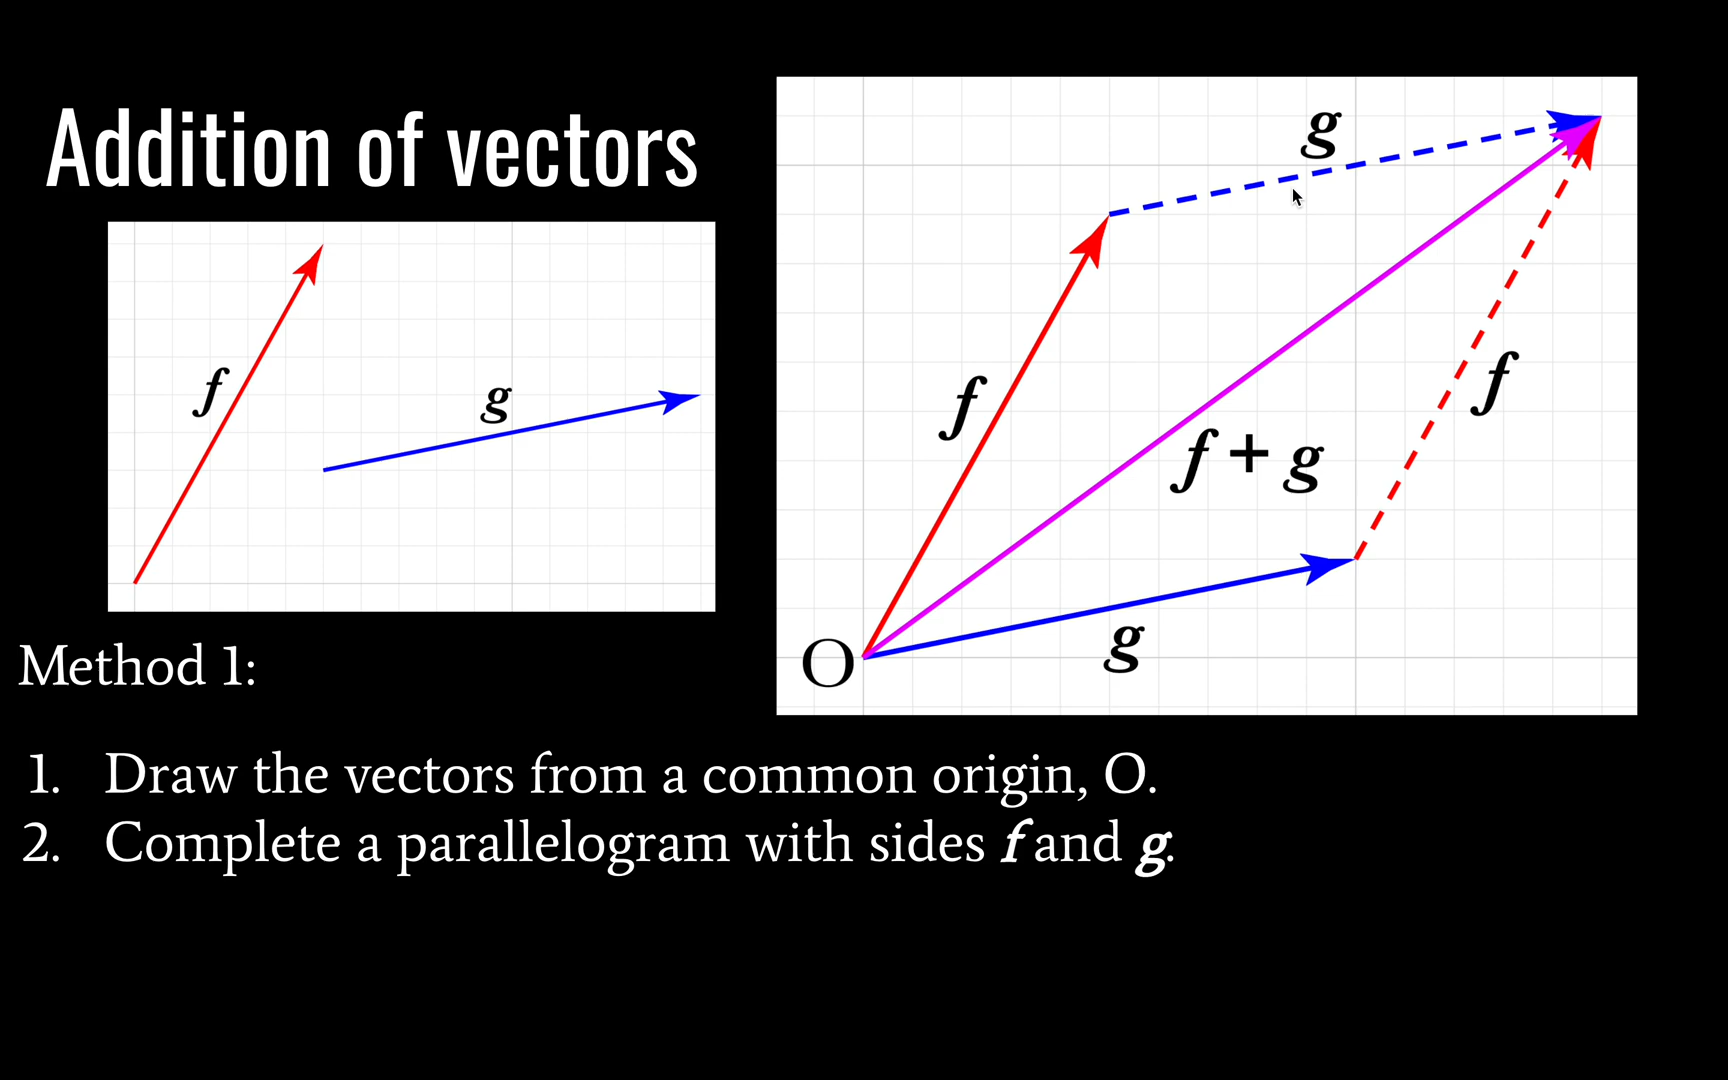 Addition of vectors
f
g
g
f
f
f + g
g
O
Method 1:
1. Draw the vectors from a common origin, O.
2. Complete a parallelogram with sides f and g.